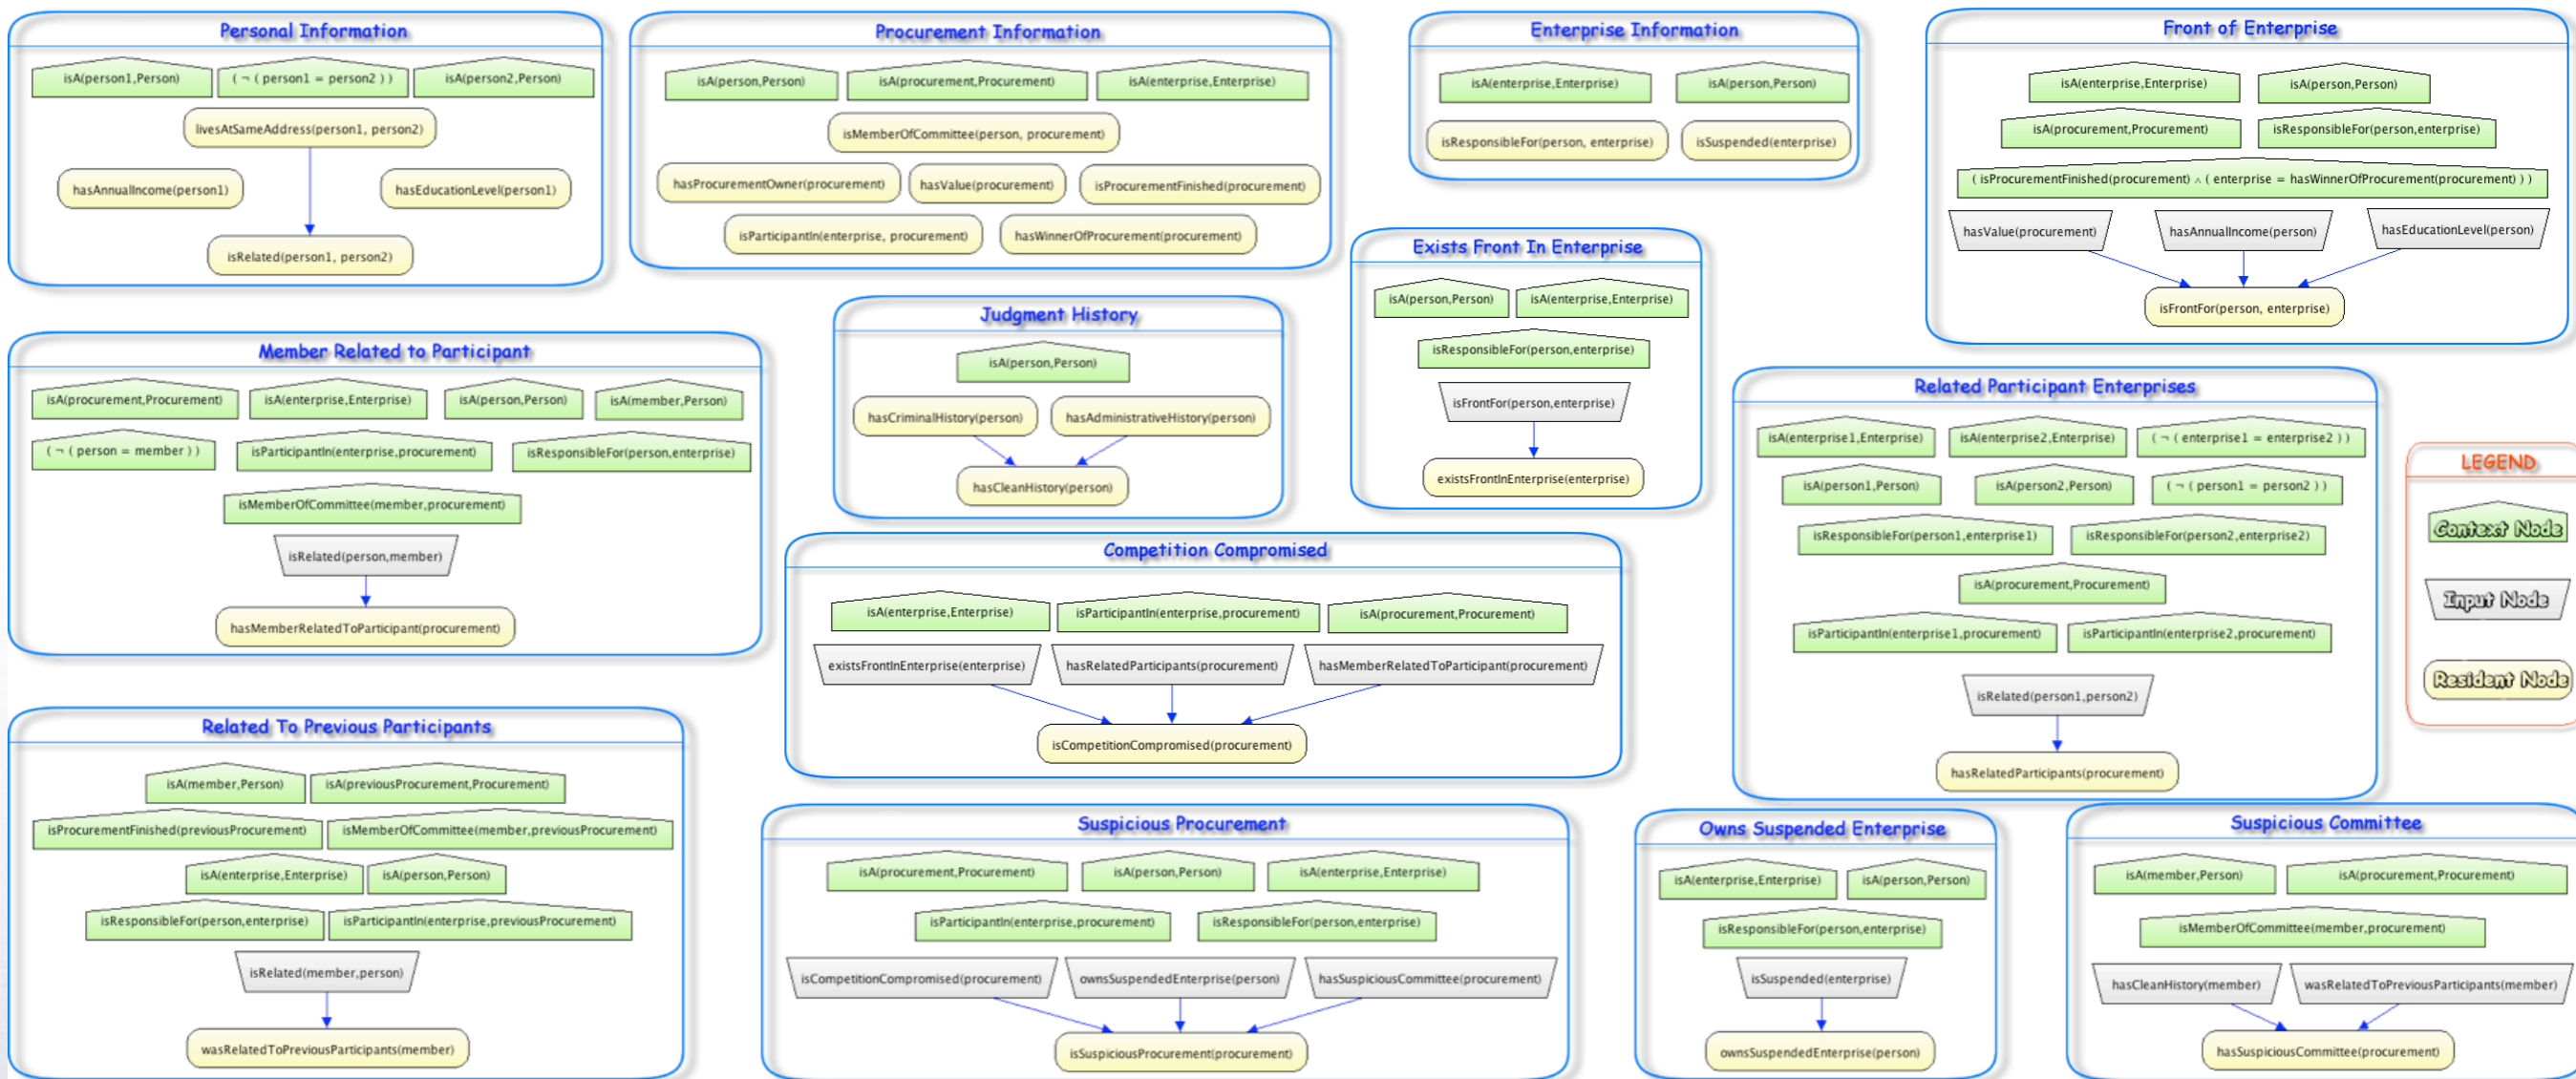 Personal Information
isA(person1,Person)
( ¬ ( person1 = person2 ) )
isA(person2,Person)
livesAtSameAddress(person1, person2)
hasAnnualIncome(person1)
hasEducationLevel(person1)
isRelated(person1, person2)
Procurement Information
isA(person,Person)
isA(procurement,Procurement)
isA(enterprise,Enterprise)
isMemberOfCommittee(person, procurement)
hasProcurementOwner(procurement)
hasValue(procurement)
isProcurementFinished(procurement)
isParticipantIn(enterprise, procurement)
hasWinnerOfProcurement(procurement)
Enterprise Information
isA(enterprise,Enterprise)
isA(person,Person)
isResponsibleFor(person, enterprise)
isSuspended(enterprise)
Front of Enterprise
isA(enterprise,Enterprise)
isA(person,Person)
isA(procurement,Procurement)
isResponsibleFor(person,enterprise)
( isProcurementFinished(procurement) ∧ ( enterprise = hasWinnerOfProcurement(procurement) ) )
hasValue(procurement)
hasAnnualIncome(person)
hasEducationLevel(person)
isFrontFor(person, enterprise)
Exists Front In Enterprise
isA(person,Person)
isA(enterprise,Enterprise)
isResponsibleFor(person,enterprise)
isFrontFor(person,enterprise)
existsFrontInEnterprise(enterprise)
Judgment History
isA(person,Person)
hasCriminalHistory(person)
hasAdministrativeHistory(person)
hasCleanHistory(person)
Member Related to Participant
isA(procurement,Procurement)
isA(enterprise,Enterprise)
isA(person,Person)
isA(member,Person)
( ¬ ( person = member ) )
isParticipantIn(enterprise,procurement)
isResponsibleFor(person,enterprise)
isMemberOfCommittee(member,procurement)
isRelated(person,member)
hasMemberRelatedToParticipant(procurement)
Related Participant Enterprises
isA(enterprise1,Enterprise)
isA(enterprise2,Enterprise)
( ¬ ( enterprise1 = enterprise2 ) )
isA(person1,Person)
isA(person2,Person)
( ¬ ( person1 = person2 ) )
isResponsibleFor(person1,enterprise1)
isResponsibleFor(person2,enterprise2)
isA(procurement,Procurement)
isParticipantIn(enterprise1,procurement)
isParticipantIn(enterprise2,procurement)
isRelated(person1,person2)
hasRelatedParticipants(procurement)
LEGEND
Context Node
Input Node
Resident Node
Competition Compromised
isA(enterprise,Enterprise)
isParticipantIn(enterprise,procurement)
isA(procurement,Procurement)
existsFrontInEnterprise(enterprise)
hasRelatedParticipants(procurement)
hasMemberRelatedToParticipant(procurement)
isCompetitionCompromised(procurement)
Related To Previous Participants
isA(member,Person)
isA(previousProcurement,Procurement)
isProcurementFinished(previousProcurement)
isMemberOfCommittee(member,previousProcurement)
isA(enterprise,Enterprise)
isA(person,Person)
isResponsibleFor(person,enterprise)
isParticipantIn(enterprise,previousProcurement)
isRelated(member,person)
wasRelatedToPreviousParticipants(member)
Suspicious Procurement
isA(procurement,Procurement)
isA(person,Person)
isA(enterprise,Enterprise)
isParticipantIn(enterprise,procurement)
isResponsibleFor(person,enterprise)
isCompetitionCompromised(procurement)
ownsSuspendedEnterprise(person)
hasSuspiciousCommittee(procurement)
isSuspiciousProcurement(procurement)
Owns Suspended Enterprise
isA(enterprise,Enterprise)
isA(person,Person)
isResponsibleFor(person,enterprise)
isSuspended(enterprise)
ownsSuspendedEnterprise(person)
Suspicious Committee
isA(member,Person)
isA(procurement,Procurement)
isMemberOfCommittee(member,procurement)
hasCleanHistory(member)
wasRelatedToPreviousParticipants(member)
hasSuspiciousCommittee(procurement)